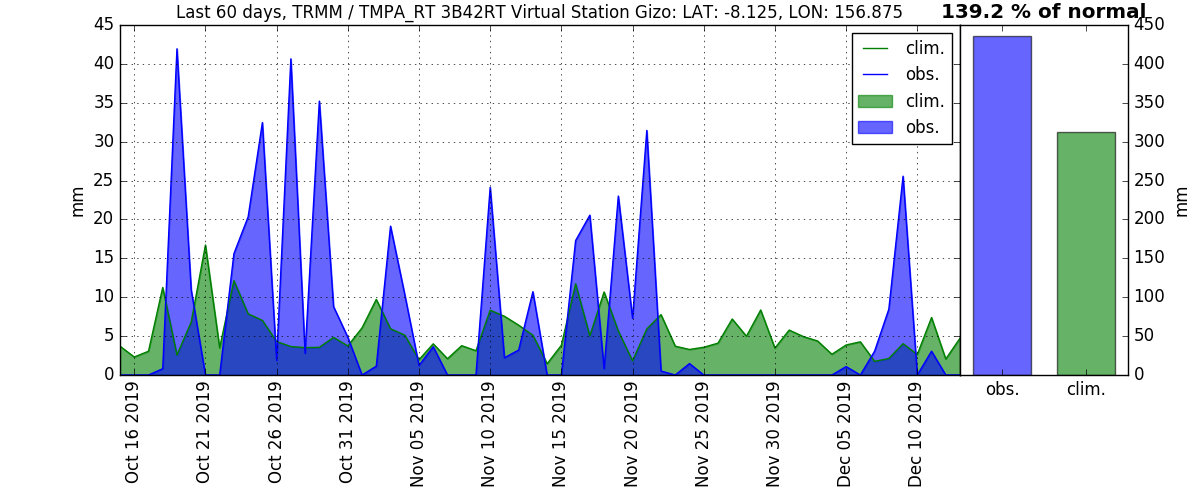 Last 60 days, TRMM / TMPA_RT 3B42RT Virtual Station Gizo: LAT: -8.125, LON: 156.875
139.2 % of normal
45
40
35
30
25
20
15
10
5
0
mm
clim.
obs.
clim.
obs.
450
400
350
300
250
200
150
100
50
0
mm
Oct 16 2019
Oct 21 2019
Oct 26 2019
Oct 31 2019
Nov 05 2019
Nov 10 2019
Nov 15 2019
Nov 20 2019
Nov 25 2019
Nov 30 2019
Dec 05 2019
Dec 10 2019
obs.
clim.